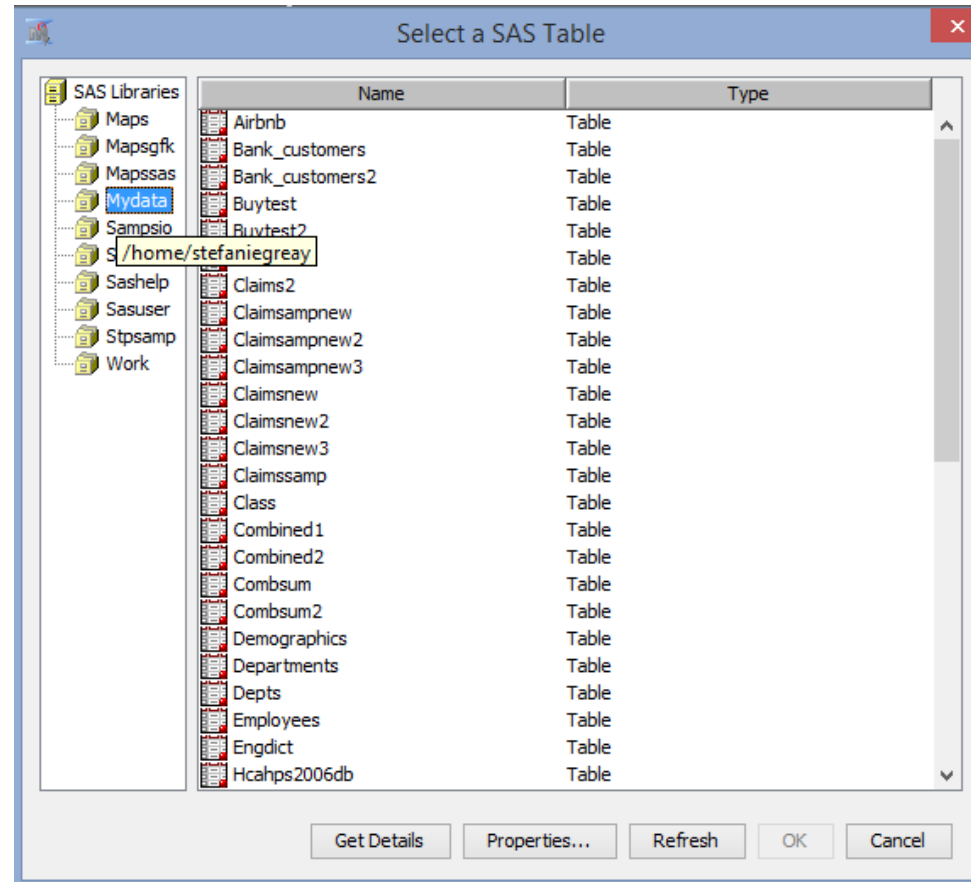 Select a SAS Table
SAS Libraries
Maps
Mapsgfk
Mapssas
Mydata
Sampsio
S
/home/stefaniegreay
Sashelp
Sasuser
Stpsamp
Work
Name Type
Airbnb Table
Bank_customers Table
Bank_customers2 Table
Buytest Table
Buytest2 Table
Table
Claims2 Table
Claimsampnew Table
Claimsampnew2 Table
Claimsampnew3 Table
Claimsnew Table
Claimsnew2 Table
Claimsnew3 Table
Claimssamp Table
Class Table
Combined1 Table
Combined2 Table
Combsum Table
Combsum2 Table
Demographics Table
Departments Table
Depts Table
Employees Table
Engdict Table
Hcahps2006db Table
Get Details Properties... Refresh OK Cancel